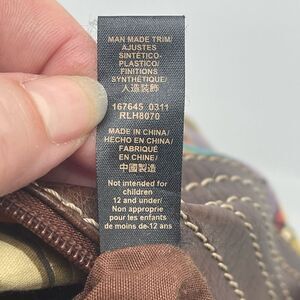 MAN MADE TRIM/
AJUSTES
SINTÉTICO-
PLASTICO/
FINITIONS
SYNTHÉTIQUE/
人造裝飾
167645 0311
RLH8070
MADE IN CHINA/
HECHO EN CHINA/
FABRIQUÉ
EN CHINE/
中國製造
Not intended for
children
12 and under/
Non approprie
pour les enfants
de moins de-12 ans